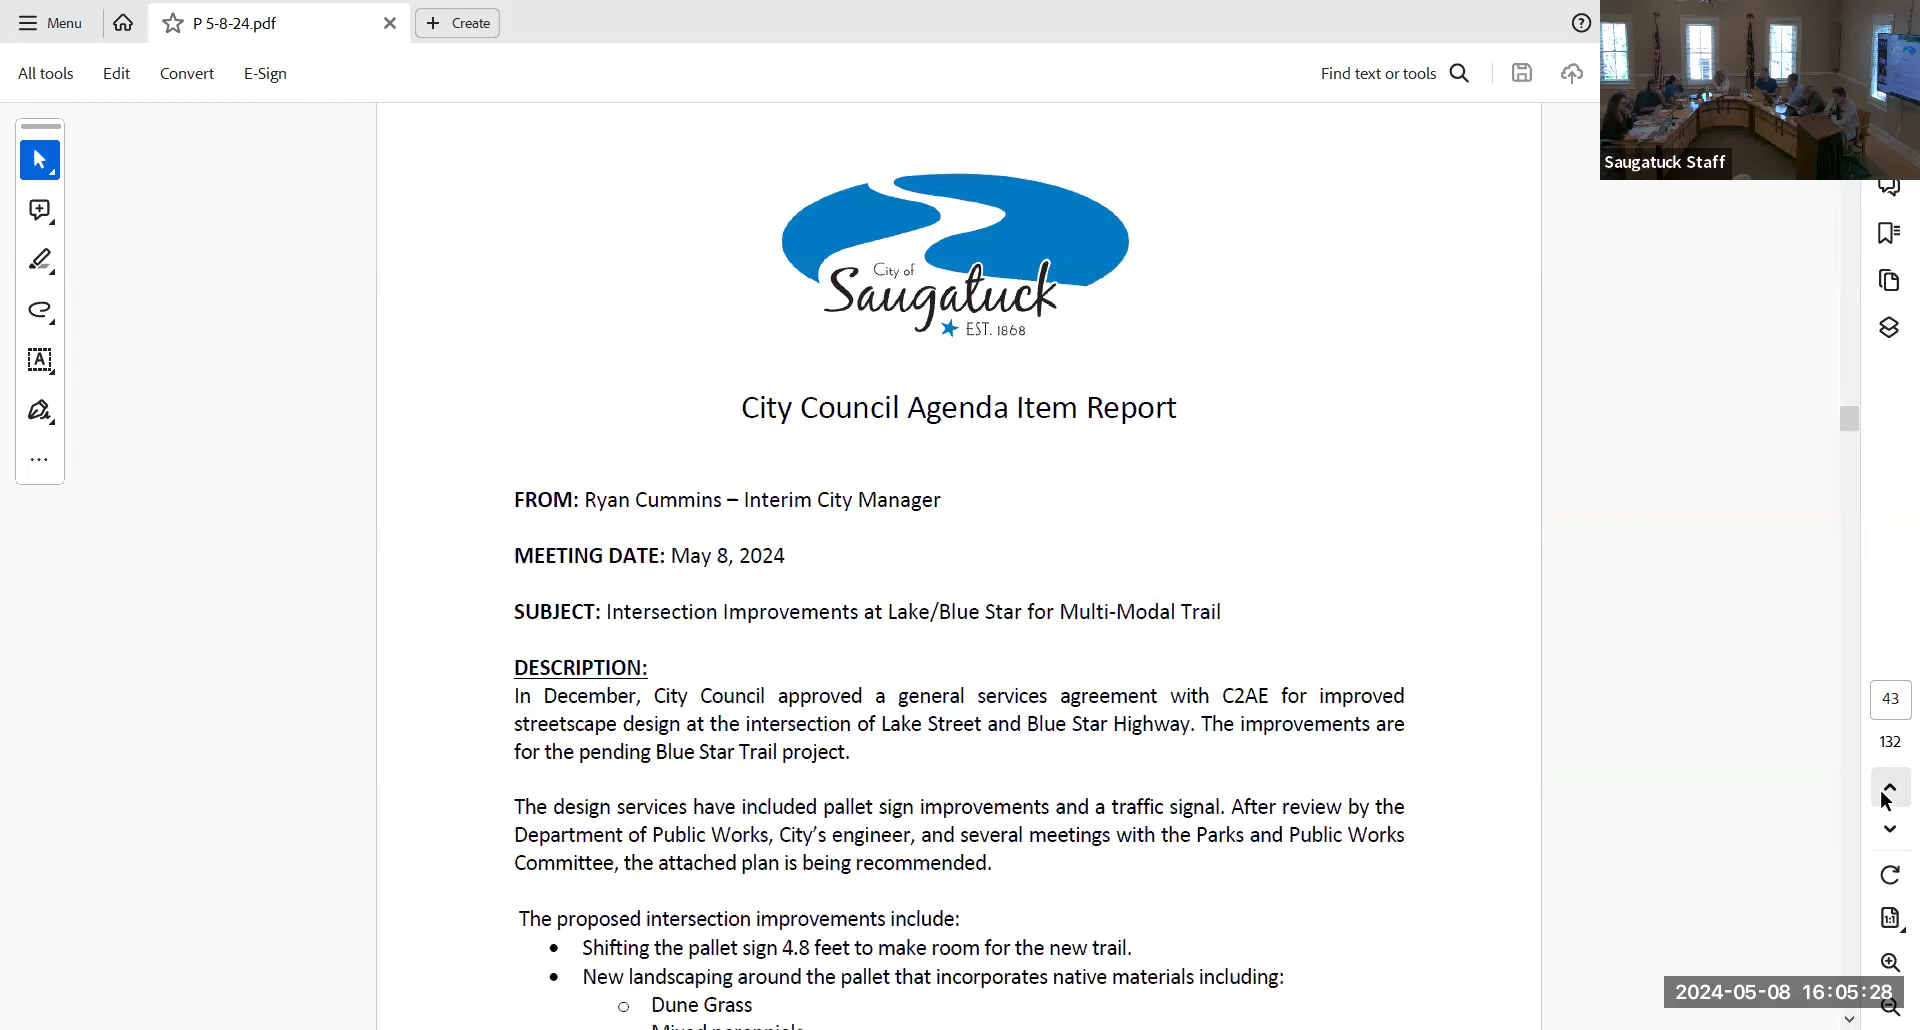 Menu
P 5-8-24.pdf
Create
All tools
Edit
Convert
E-Sign
Find text or tools
Saugatuck Staff
City of
Saugatuck
EST. 1868
City Council Agenda Item Report
FROM: Ryan Cummins – Interim City Manager
MEETING DATE: May 8, 2024
SUBJECT: Intersection Improvements at Lake/Blue Star for Multi-Modal Trail
DESCRIPTION:
In December, City Council approved a general services agreement with C2AE for improved
streetscape design at the intersection of Lake Street and Blue Star Highway. The improvements are
for the pending Blue Star Trail project.
The design services have included pallet sign improvements and a traffic signal. After review by the
Department of Public Works, City's engineer, and several meetings with the Parks and Public Works
Committee, the attached plan is being recommended.
The proposed intersection improvements include:
• Shifting the pallet sign 4.8 feet to make room for the new trail.
• New landscaping around the pallet that incorporates native materials including:
o Dune Grass
Mixed perennials
43
132
2024-05-08 16:05:28